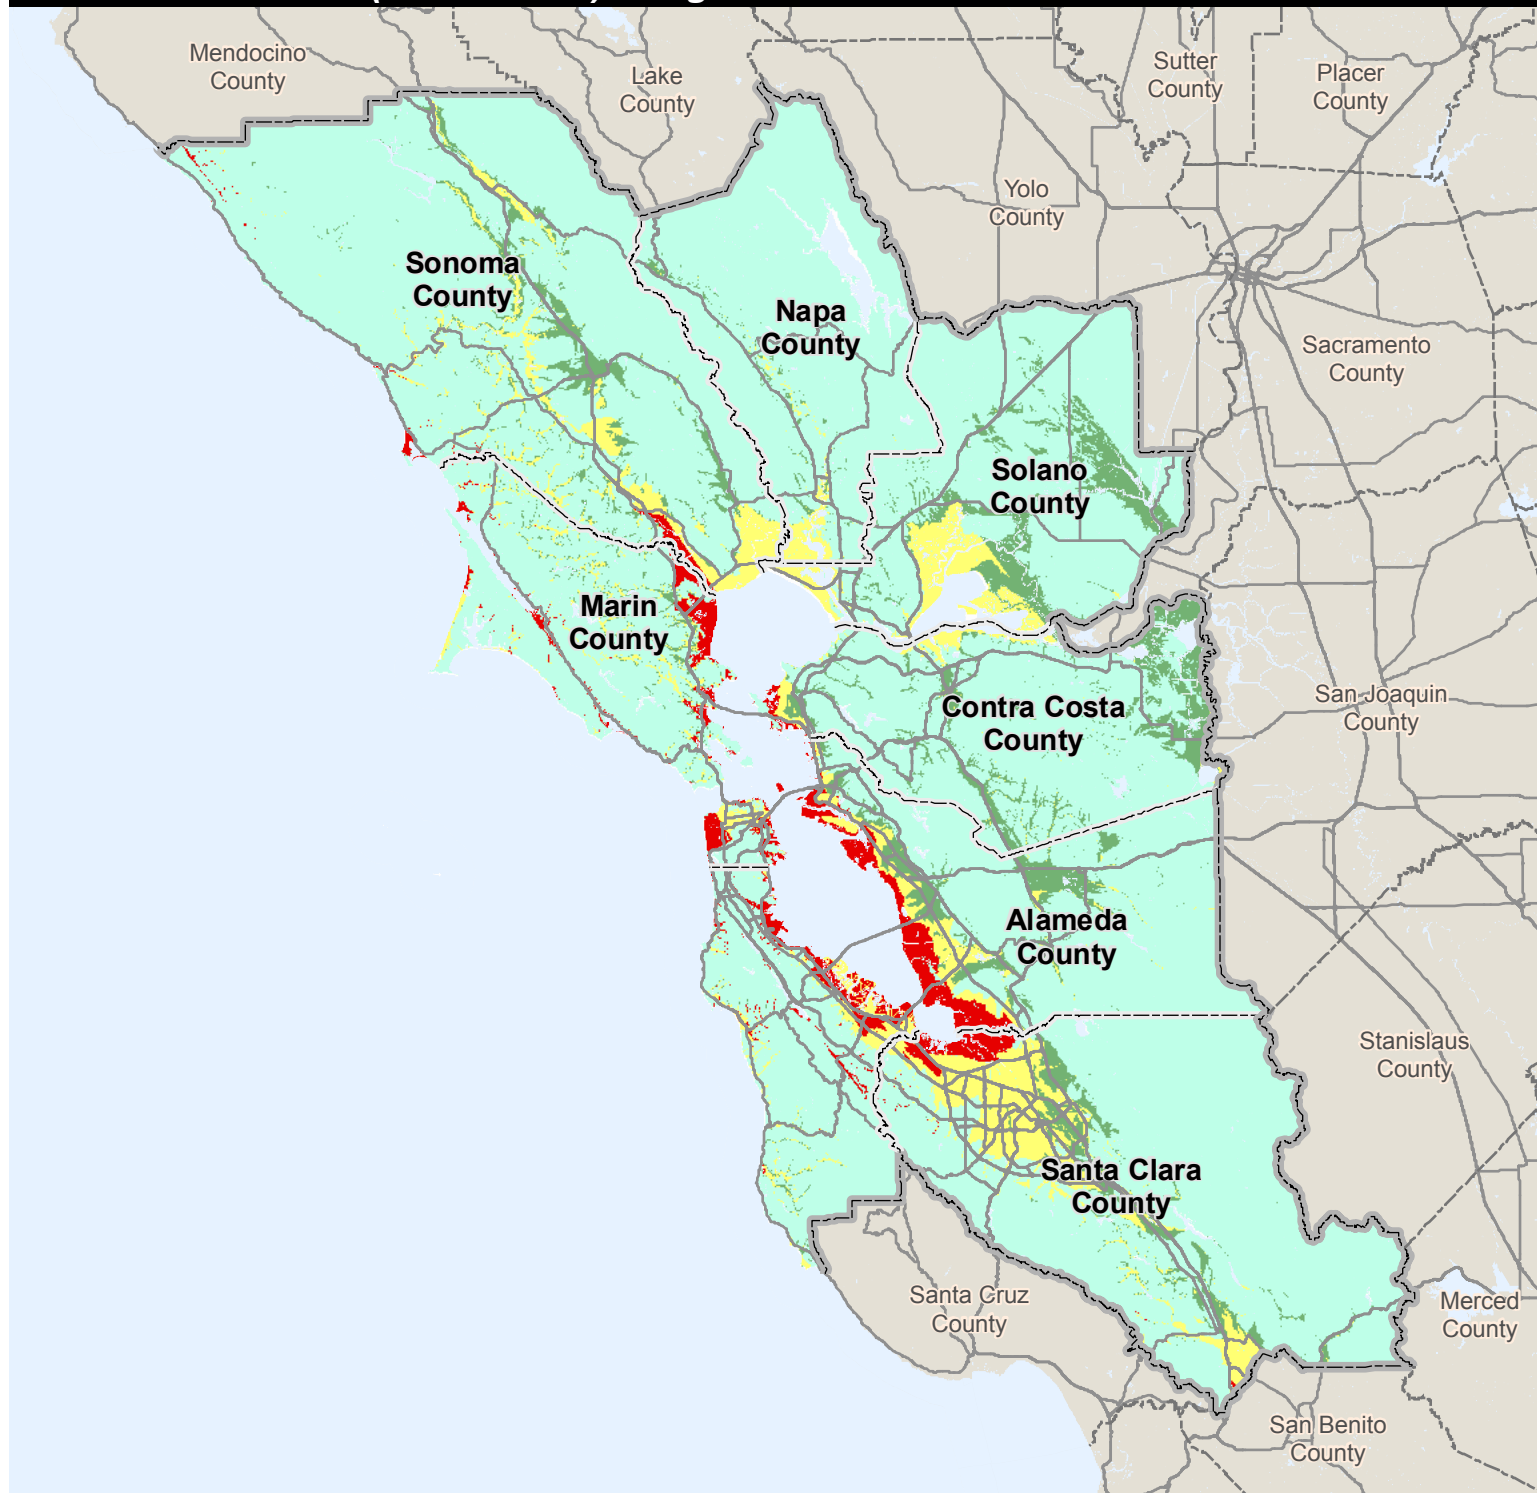 Mendocino
County
Lake
County
Sutter
County
Placer
County
Yolo
County
Sonoma
County
Napa
County
Sacramento
County
Solano
County
Marin
County
Contra Costa
County
San Joaquin
County
Alameda
County
Stanislaus
County
Santa Clara
County
Santa Cruz
County
Merced
County
San Benito
County